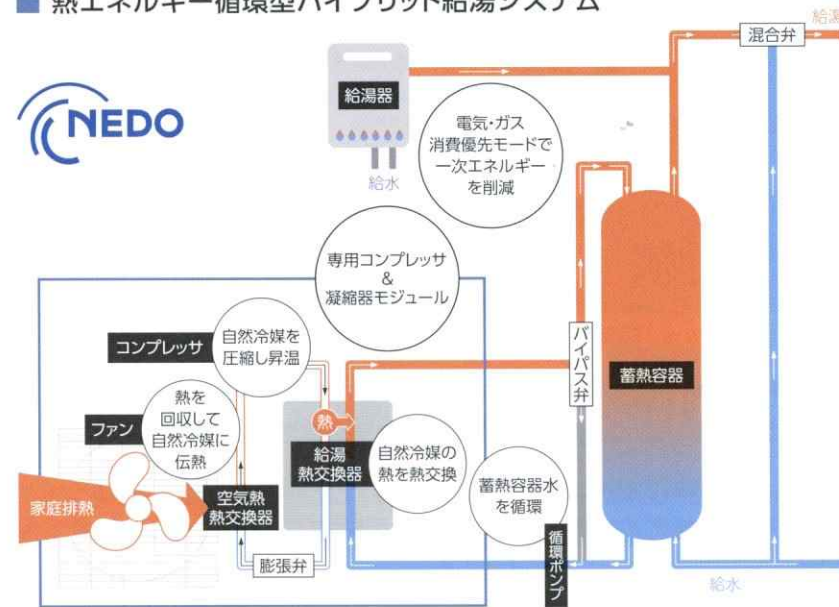 熱エネルギー循環型ハイブリッド給湯システム
給湯
混合弁
NEDO
給湯器
給水
電気・ガス
消費優先モードで
一次エネルギー
を削減
専用コンプレッサ
&
凝縮器モジュール
コンプレッサ
自然冷媒を
圧縮し昇温
バイパス弁
蓄熱容器
熱を
回収して
自然冷媒に
伝熱
ファン
熱
給湯
熱交換器
自然冷媒の
熱を熱交換
家庭排熱
空気熱
熱交換器
蓄熱容器水
を循環
膨張弁
循環ポンプ
給水